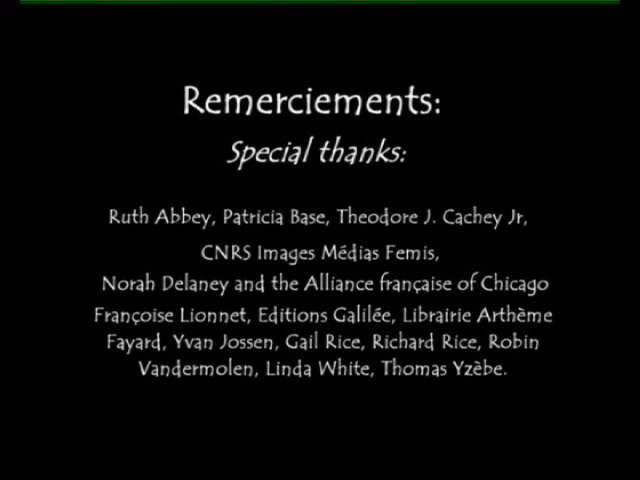 Remerciements:
Special thanks:
Ruth Abbey, Patricia Base, Theodore J. Cachey Jr,
CNRS Images Médias Femis,
Norah Delaney and the Alliance française of Chicago
Françoise Lionnet, Editions Galilée, Librairie Arthème
Fayard, Yvan Jossen, Gail Rice, Richard Rice, Robin
Vandermolen, Linda White, Thomas Yzèbe.